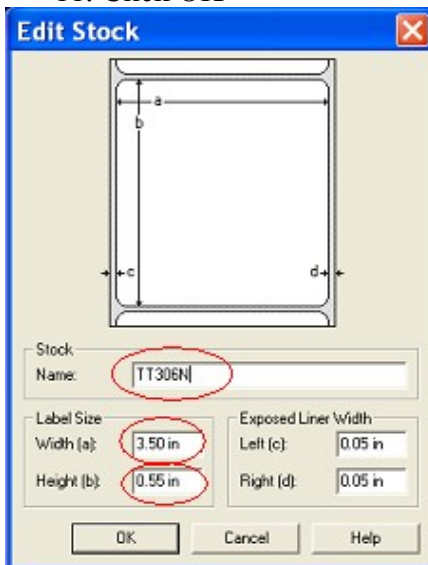 Edit Stock
a
b
c
d
Stock
Name: TT306N
Label Size
Exposed Liner Width
Width (a): 3.50 in
Left (c): 0.05 in
Height (b): 0.55 in
Right (d): 0.05 in
OK
Cancel
Help